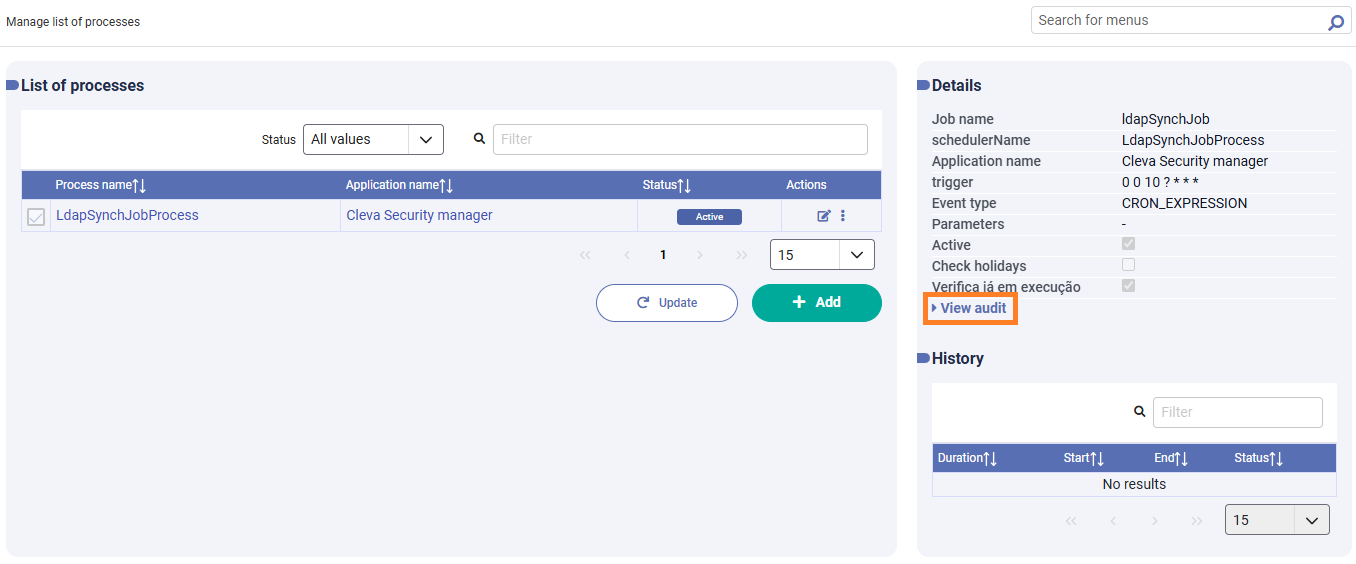 Manage list of processes
Search for menus
List of processes
Status All values Filter
Process name Application name Status Actions
LdapSynchJobProcess Cleva Security manager Active
1 15
Update Add
Details
Job name ldapSynchJob
schedulerName LdapSynchJobProcess
Application name Cleva Security manager
trigger 0 0 10 ? * * *
Event type CRON_EXPRESSION
Parameters -
Active
Check holidays
Verifica já em execução
View audit
History
Filter
Duration Start End Status
No results
15